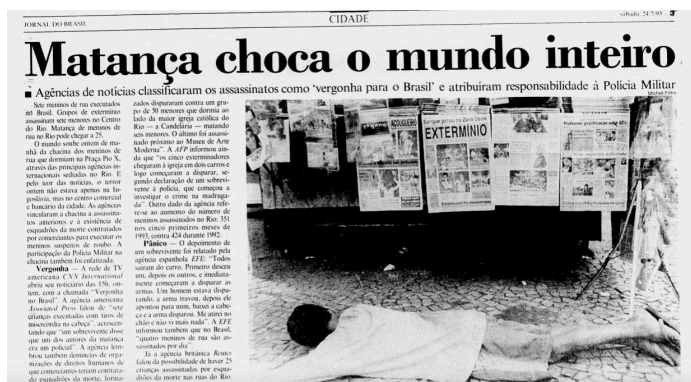 JORNAL DO BRASIL
CIDADE
sábado, 24/7/93
3
Matança choca o mundo inteiro
Agências de notícias classificaram os assassinatos como 'vergonha para o Brasil' e atribuíram responsabilidade à Polícia Militar
Michel Filho
Sete meninos de rua executados
no Brasil. Grupos de extermínio
assassinam sete menores no Centro
do Rio. Matança de meninos de
rua no Rio pode chegar a 25.
O mundo soube ontem de ma-
nhã da chacina dos meninos de
rua que dormiam na Praça Pio X,
através das principais agências in-
ternacionais sediadas no Rio. E
pelo teor das notícias, o terror
ontem não estava apenas na Iu-
goslávia, mas no centro comercial
e bancário da cidade. As agências
vincularam a chacina a assassina-
tos anteriores e à existência de
esquadrões da morte contratados
por comerciantes para executar os
meninos suspeitos de roubo. A
participação da Polícia Militar na
chacina também foi enfatizada.
Vergonha — A rede de TV
americana CNN International
abriu seu noticiário das 15h, on-
tem, com a chamada “Vergonha
no Brasil”. A agência americana
Associated Press falou de “sete
crianças executadas com tiros de
misericórdia na cabeça”, acrescen-
tando que “um sobrevivente disse
que um dos autores da matança
era um policial”. A agência lem-
brou também denúncias de orga-
nizações de direitos humanos de
que comerciantes teriam contrata-
do esquadrões da morte, forma-
zados dispararam contra um gru-
po de 50 menores que dormia ao
lado da maior igreja católica do
Rio — a Candelária — matando
seis menores. O último foi assassi-
nado próximo ao Museu de Arte
Moderna”. A AFP informou ain-
da que “os cinco exterminadores
chegaram à igreja em dois carros e
logo começaram a disparar, se-
gundo declaração de um sobrevi-
vente à polícia, que começou a
investigar o crime na madruga-
da”. Outro dado da agência refe-
re-se ao aumento do número de
meninos assassinados no Rio: 351
nos cinco primeiros meses de
1993, contra 424 durante 1992.
Pânico — O depoimento de
um sobrevivente foi relatado pela
agência espanhola EFE: “Todos
saíram do carro. Primeiro desceu
um, depois os outros, e imediata-
mente começaram a disparar as
armas. Um homem estava dispa-
rando, a arma travou, depois ele
apontou para mim, baixei a cabe-
ça e a arma disparou. Me atirei no
chão e não vi mais nada”. A EFE
informou também que no Brasil,
“quatro meninos de rua são as-
sassinados por dia”.
Já a agência britânica Reuter
falou da possibilidade de haver 25
crianças assassinadas por esqua-
drões da morte nas ruas do Rio.
AÇOUGUEIRO
EXTERMÍNIO